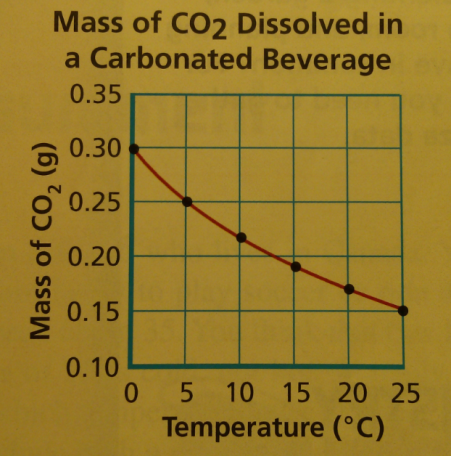 Mass of CO2 Dissolved in
a Carbonated Beverage
0.35
0.30
0.25
0.20
0.15
0.10
Mass of CO₂ (g)
0 5 10 15 20 25
Temperature (°C)